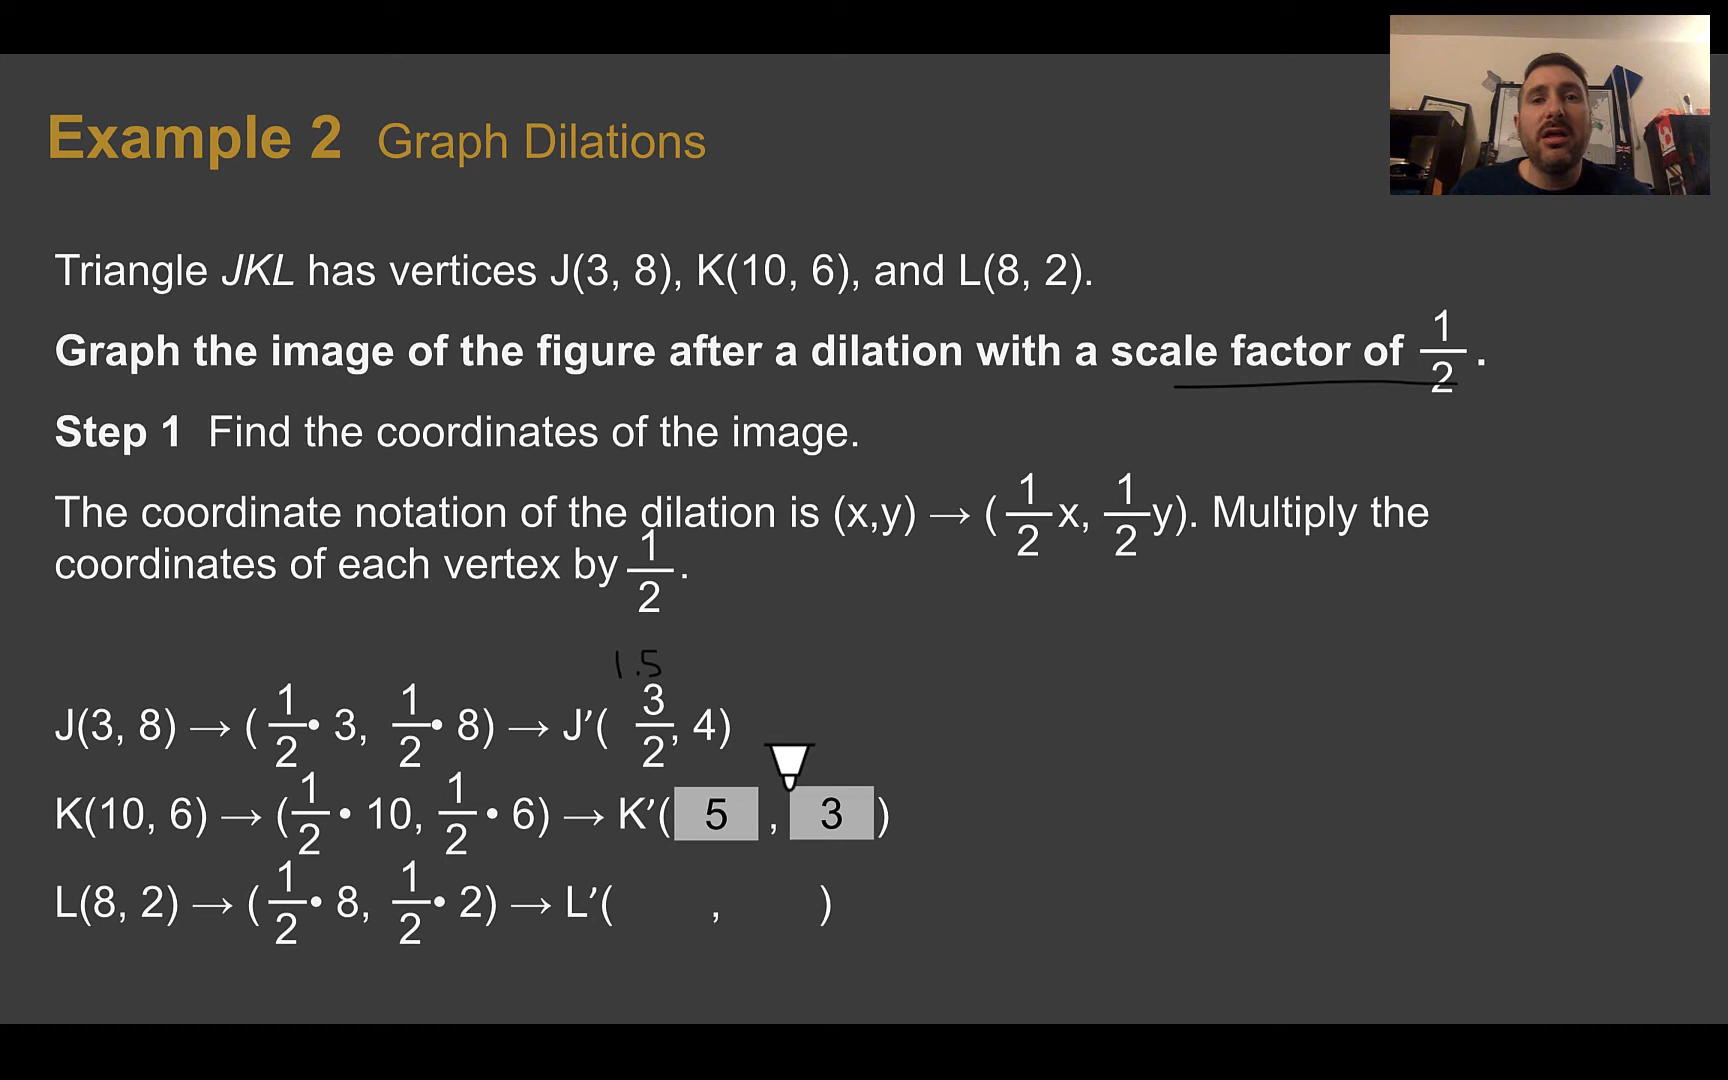 Example 2 Graph Dilations
Triangle JKL has vertices J(3, 8), K(10, 6), and L(8, 2).
Graph the image of the figure after a dilation with a scale factor of 1/2.
Step 1 Find the coordinates of the image.
The coordinate notation of the dilation is (x,y) → (1/2x, 1/2y). Multiply the
coordinates of each vertex by 1/2.
1.5
J(3, 8) → (1/2• 3, 1/2• 8) → J′( 3/2, 4)
K(10, 6) → (1/2 • 10, 1/2 • 6) → K′( 5 , 3 )
L(8, 2) → (1/2• 8, 1/2• 2) → L′( , )